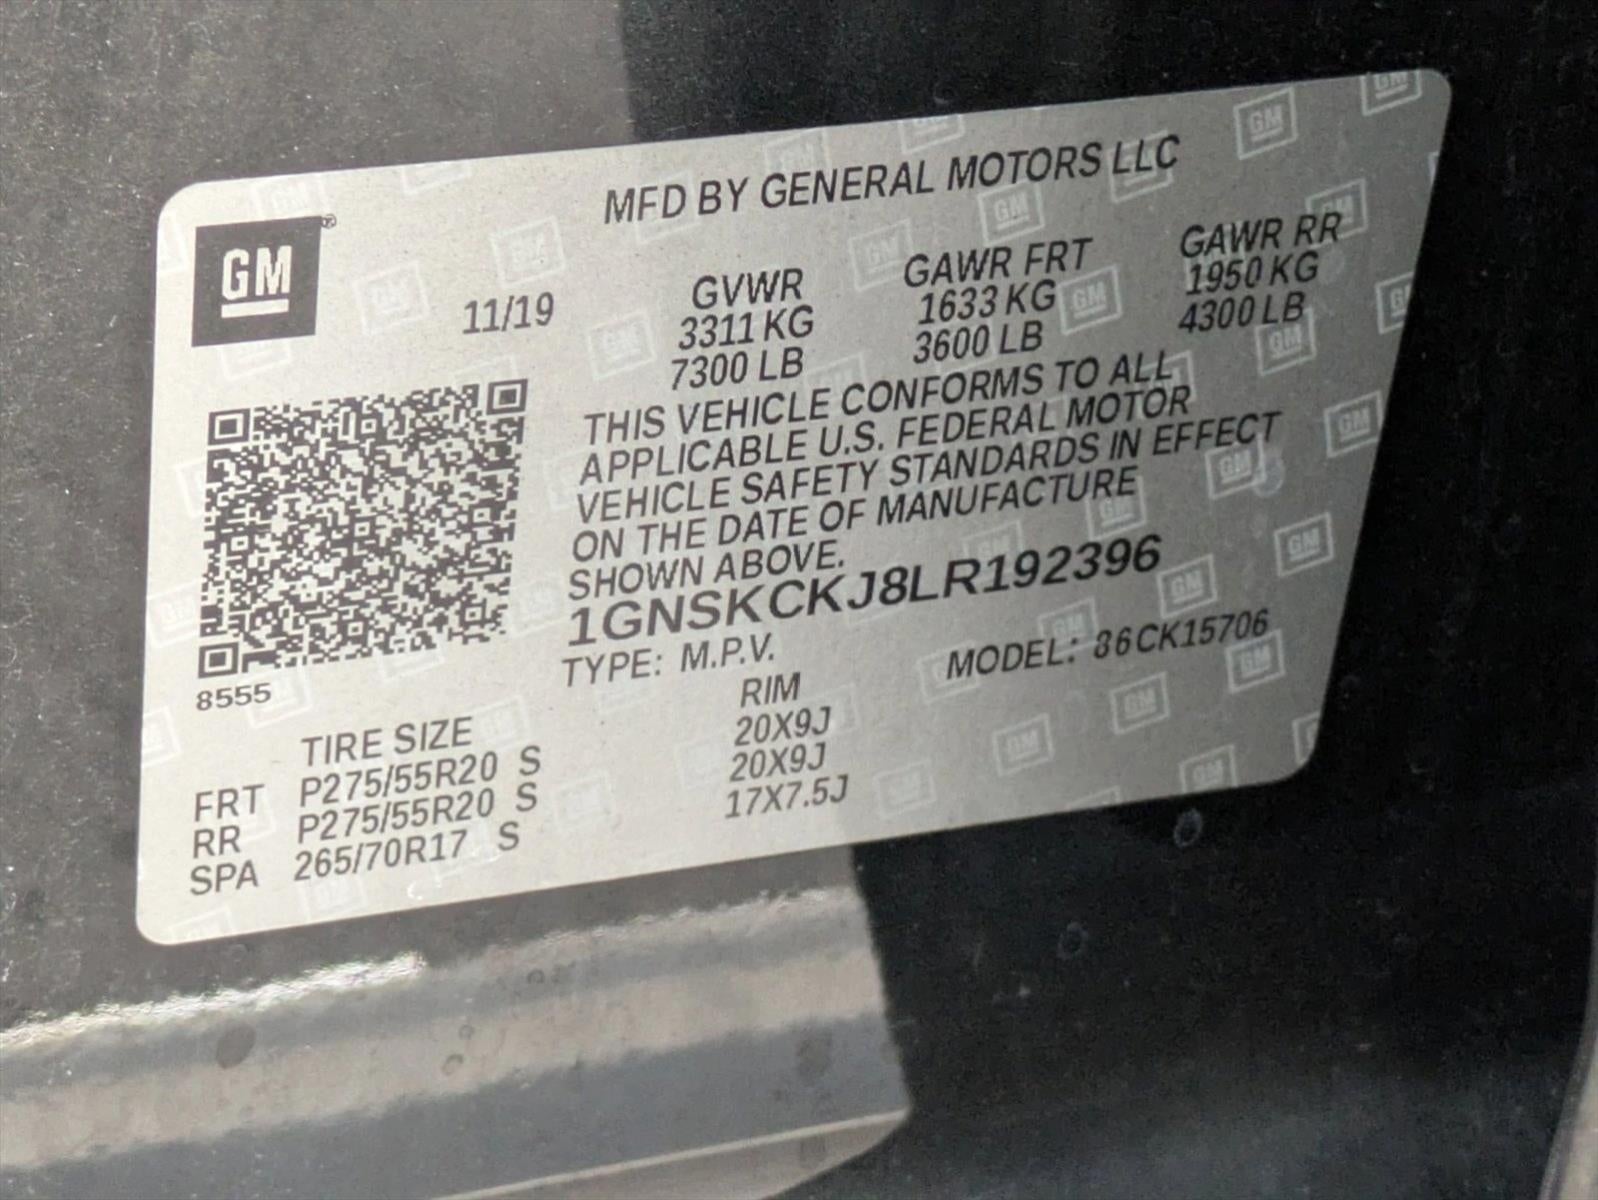 MFD BY GENERAL MOTORS LLC
GM®
11/19
GVWR
3311 KG
7300 LB
GAWR FRT
1633 KG
3600 LB
GAWR RR
1950 KG
4300 LB
THIS VEHICLE CONFORMS TO ALL
APPLICABLE U.S. FEDERAL MOTOR
VEHICLE SAFETY STANDARDS IN EFFECT
ON THE DATE OF MANUFACTURE
SHOWN ABOVE.
1GNSKCKJ8LR192396
TYPE: M.P.V. MODEL: 86CK15706
8555
TIRE SIZE RIM
FRT P275/55R20 S 20X9J
RR P275/55R20 S 20X9J
SPA 265/70R17 S 17X7.5J